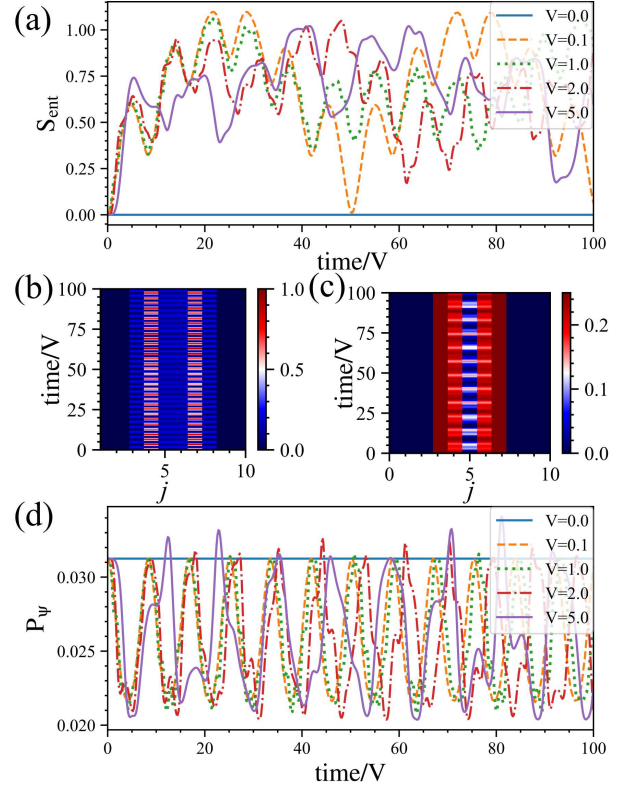 (a)
S_ent
1.00
0.75
0.50
0.25
0.00
0
20
40
60
80
100
time/V
V=0.0
V=0.1
V=1.0
V=2.0
V=5.0
(b)
time/V
100
75
50
25
0
5
10
j
1.0
0.5
0.0
(c)
time/V
100
75
50
25
0
0
5
10
j
0.2
0.1
0.0
(d)
P_ψ
0.030
0.025
0.020
0
20
40
60
80
100
time/V
V=0.0
V=0.1
V=1.0
V=2.0
V=5.0